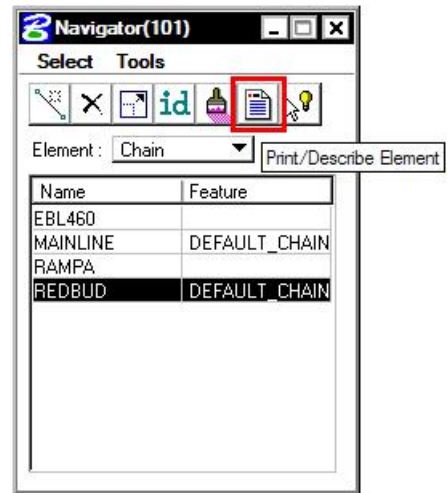 Navigator(101)
Select Tools
id
Element : Chain
Print/Describe Element
Name Feature
EBL460
MAINLINE DEFAULT_CHAIN
RAMPA
REDBUD DEFAULT_CHAIN